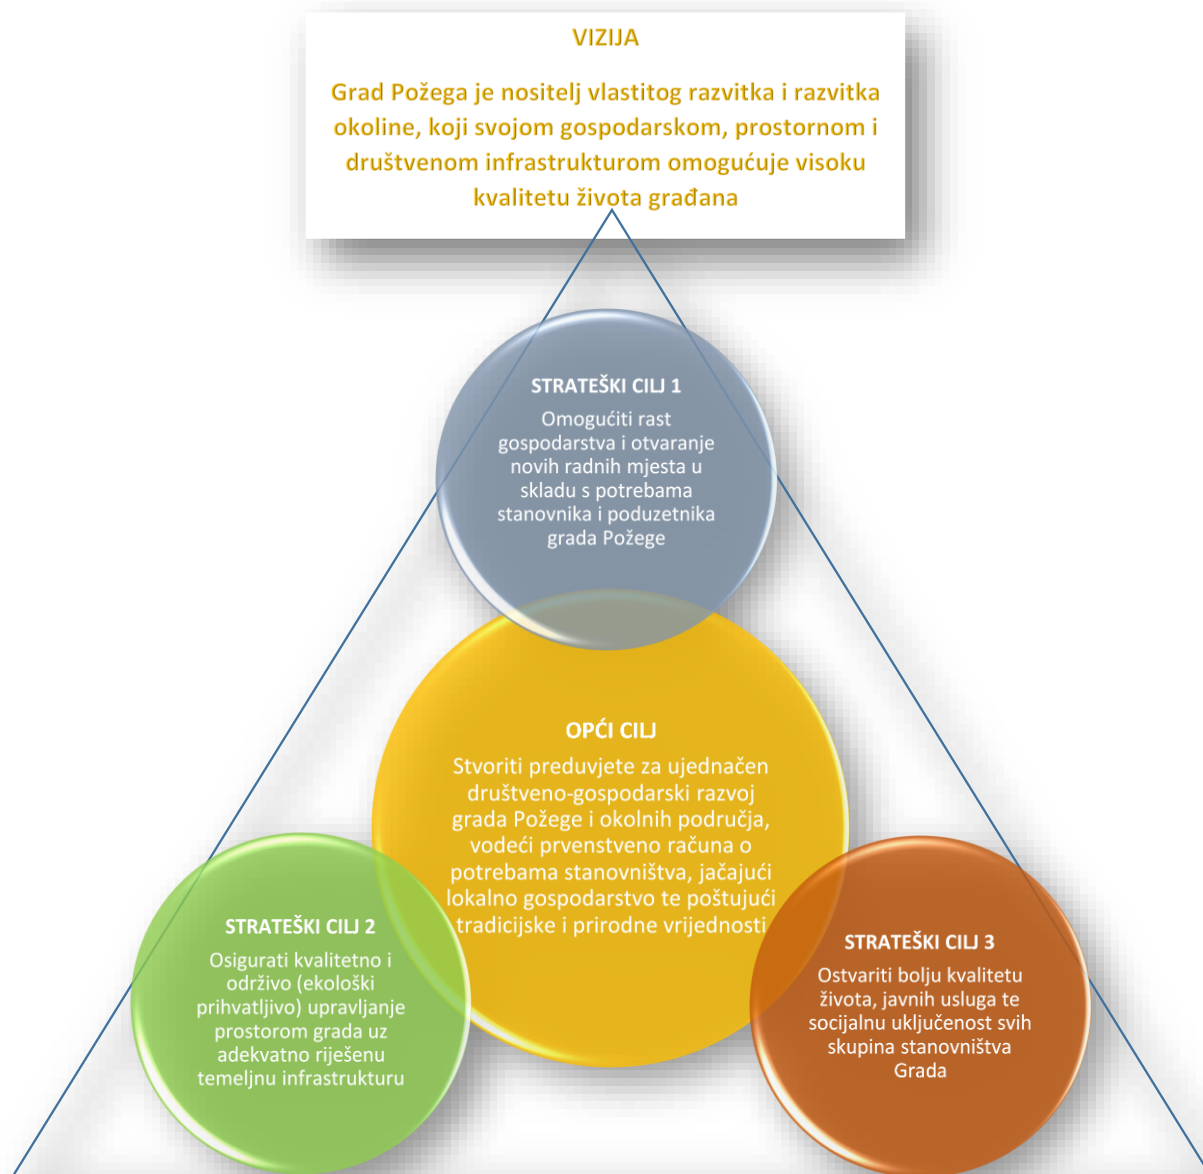 VIZIJA
Grad Požega je nositelj vlastitog razvitka i razvitka
okoline, koji svojom gospodarskom, prostornom i
društvenom infrastrukturom omogućuje visoku
kvalitetu života građana
STRATEŠKI CILJ 1
Omogućiti rast
gospodarstva i otvaranje
novih radnih mjesta u
skladu s potrebama
stanovnika i poduzetnika
grada Požege
OPĆI CILJ
Stvoriti preduvjete za ujednačen
društveno-gospodarski razvoj
grada Požege i okolnih područja,
vodeći prvenstveno računa o
potrebama stanovništva, jačajući
lokalno gospodarstvo te poštujući
tradicijske i prirodne vrijednosti
STRATEŠKI CILJ 2
Osigurati kvalitetno i
održivo (ekološki
prihvatljivo) upravljanje
prostorom grada uz
adekvatno riješenu
temeljnu infrastrukturu
STRATEŠKI CILJ 3
Ostvariti bolju kvalitetu
života, javnih usluga te
socijalnu uključenost svih
skupina stanovništva
Grada